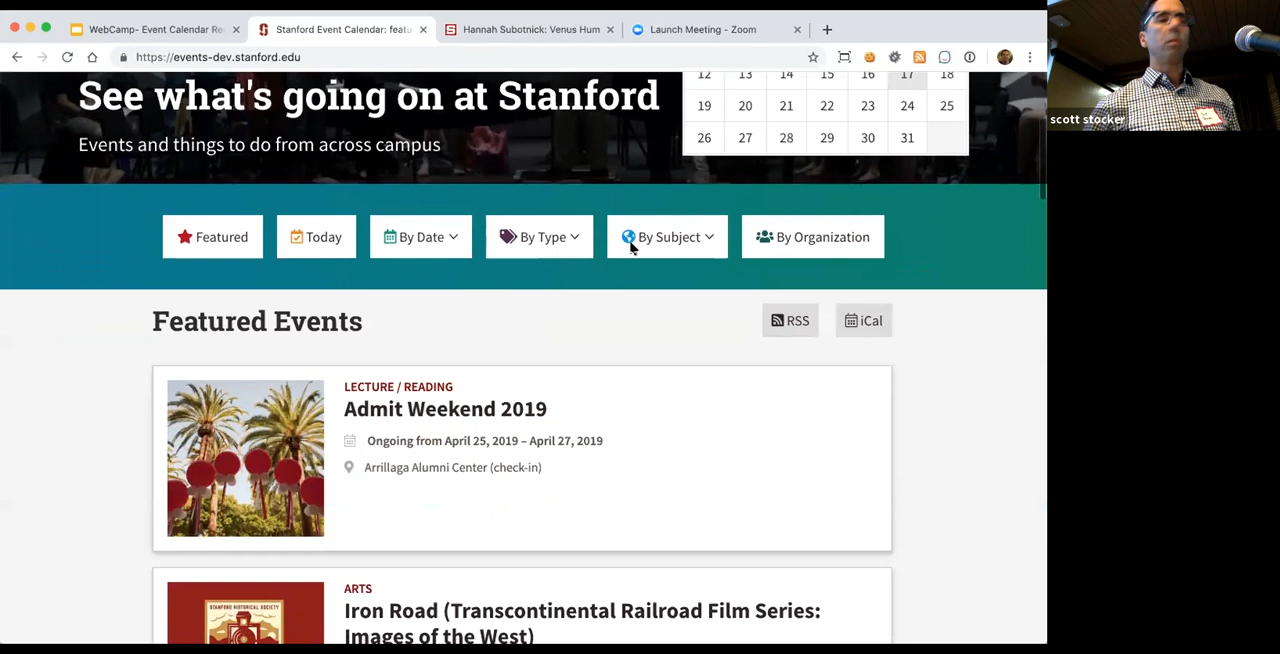 WebCamp- Event Calendar Re
Stanford Event Calendar: featu
Hannah Subotnick: Venus Hum
Launch Meeting - Zoom
https://events-dev.stanford.edu
See what's going on at Stanford
Events and things to do from across campus
12 13 14 15 16 17 18
19 20 21 22 23 24 25
26 27 28 29 30 31
scott stocker
Featured
Today
By Date
By Type
By Subject
By Organization
Featured Events
RSS
iCal
LECTURE / READING
Admit Weekend 2019
Ongoing from April 25, 2019 – April 27, 2019
Arrillaga Alumni Center (check-in)
ARTS
Iron Road (Transcontinental Railroad Film Series:
Images of the West)
STANFORD HISTORICAL SOCIETY